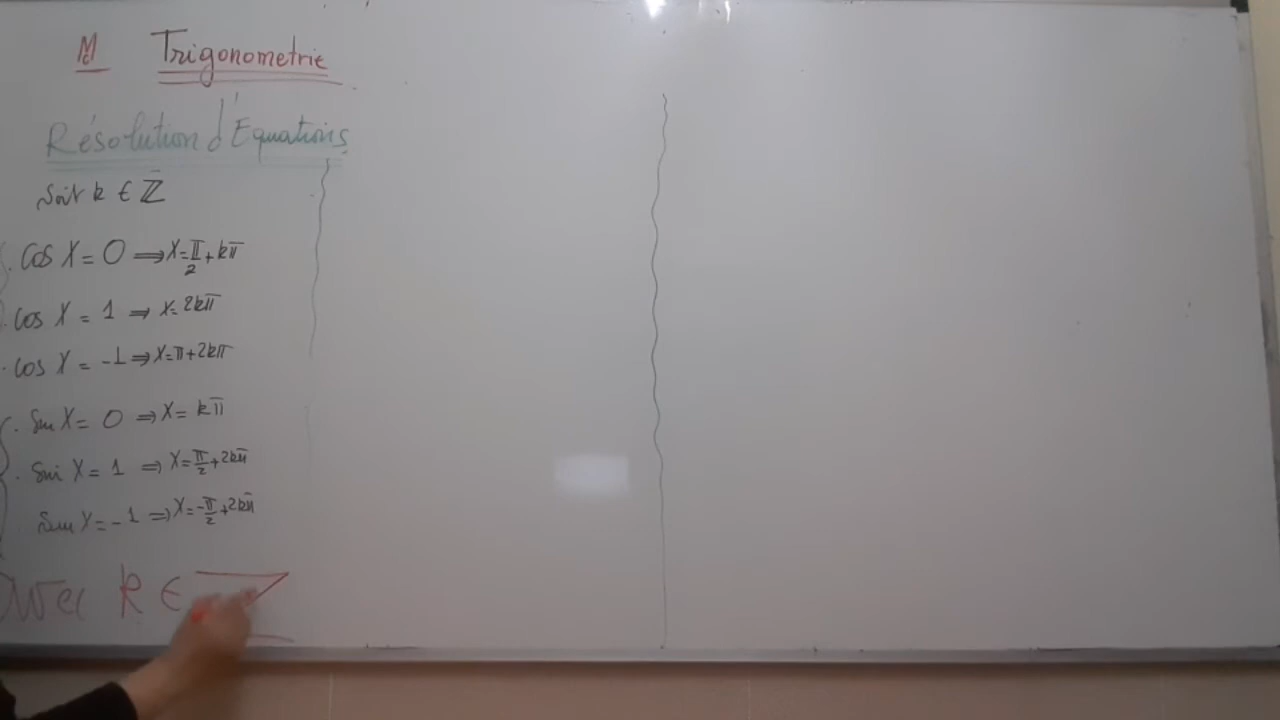 Trigonometrie
Résolution d'Equations
Soit k ∈ ℤ
. Cos X = 0 ⟹ X = π/2 + kπ
. Cos X = 1 ⟹ X = 2kπ
. Cos X = -1 ⟹ X = π + 2kπ
. Sin X = 0 ⟹ X = kπ
. Sin X = 1 ⟹ X = π/2 + 2kπ
Sin X = -1 ⟹ X = -π/2 + 2kπ
Avec k ∈